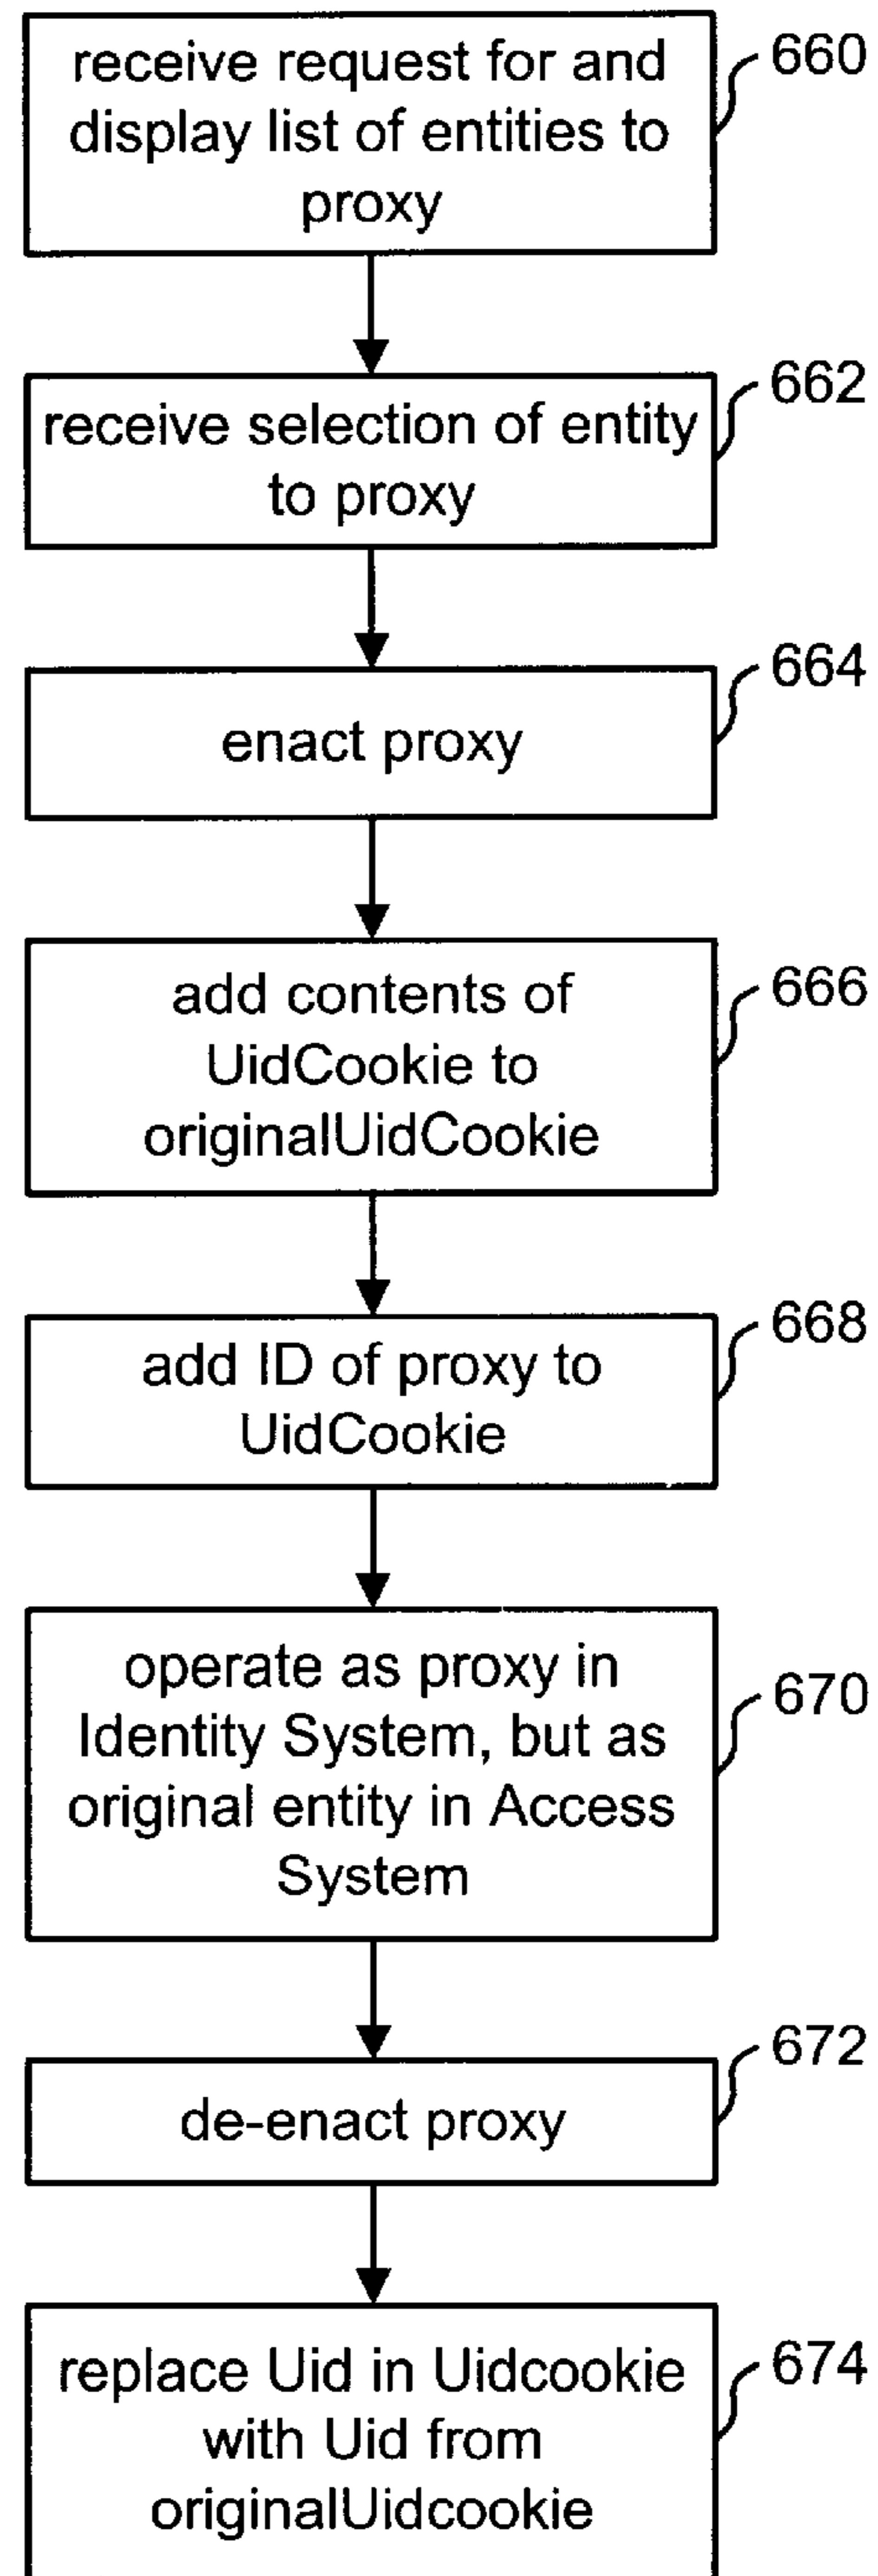 receive request for and
display list of entities to
proxy
660
receive selection of entity
to proxy
662
enact proxy
664
add contents of
UidCookie to
originalUidCookie
666
add ID of proxy to
UidCookie
668
operate as proxy in
Identity System, but as
original entity in Access
System
670
de-enact proxy
672
replace Uid in Uidcookie
with Uid from
originalUidcookie
674